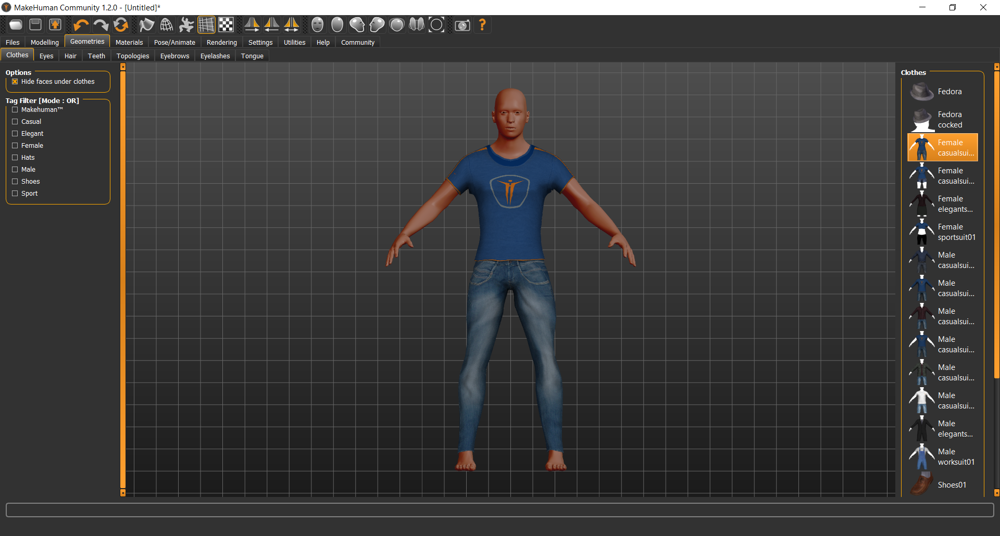 MakeHuman Community 1.2.0 - [Untitled]*
?
Files Modelling Geometries Materials Pose/Animate Rendering Settings Utilities Help Community
Clothes Eyes Hair Teeth Topologies Eyebrows Eyelashes Tongue
Options
Hide faces under clothes
Tag Filter [Mode : OR]
Makehuman™
Casual
Elegant
Female
Hats
Male
Shoes
Sport
Clothes
Fedora
Fedora
cocked
Female
casualsui...
Female
casualsui...
Female
elegants...
Female
sportsuit01
Male
casualsui...
Male
casualsui...
Male
casualsui...
Male
casualsui...
Male
casualsui...
Male
casualsui...
Male
elegants...
Male
worksuit01
Shoes01